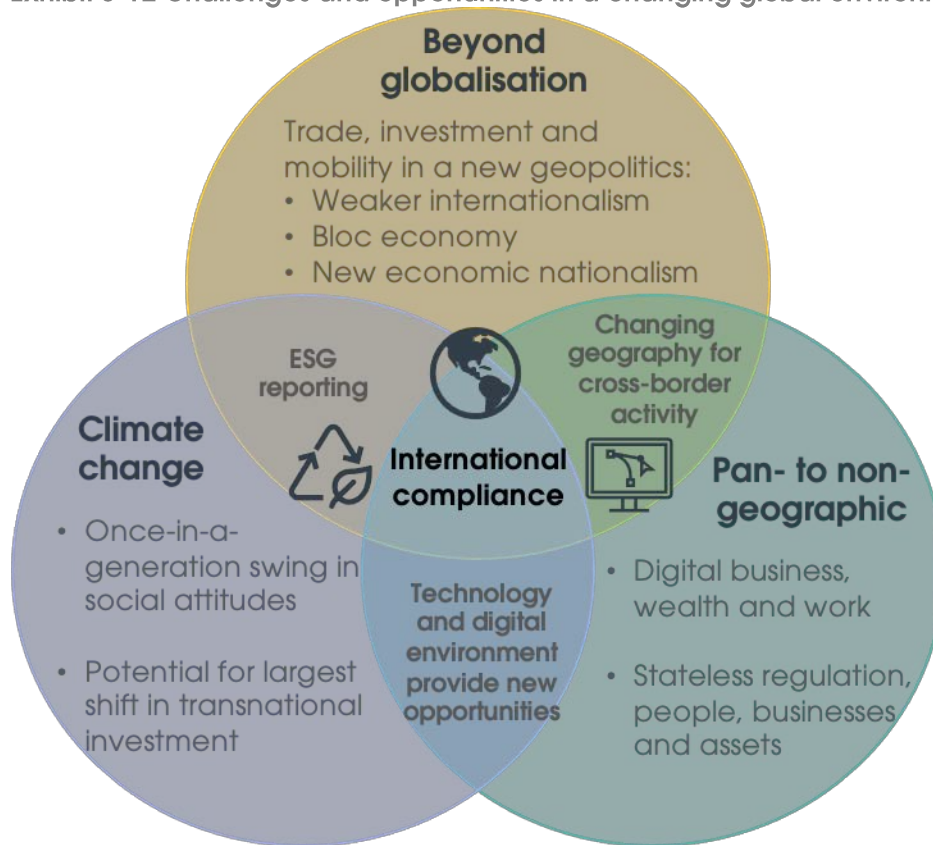 Beyond
globalisation
Trade, investment and
mobility in a new geopolitics:
• Weaker internationalism
• Bloc economy
• New economic nationalism
ESG
reporting
Changing
geography for
cross-border
activity
Climate
change
International
compliance
Pan- to non-
geographic
• Once-in-a-
generation swing in
social attitudes
• Potential for largest
shift in transnational
investment
Technology
and digital
environment
provide new
opportunities
• Digital business,
wealth and work
• Stateless regulation,
people, businesses
and assets